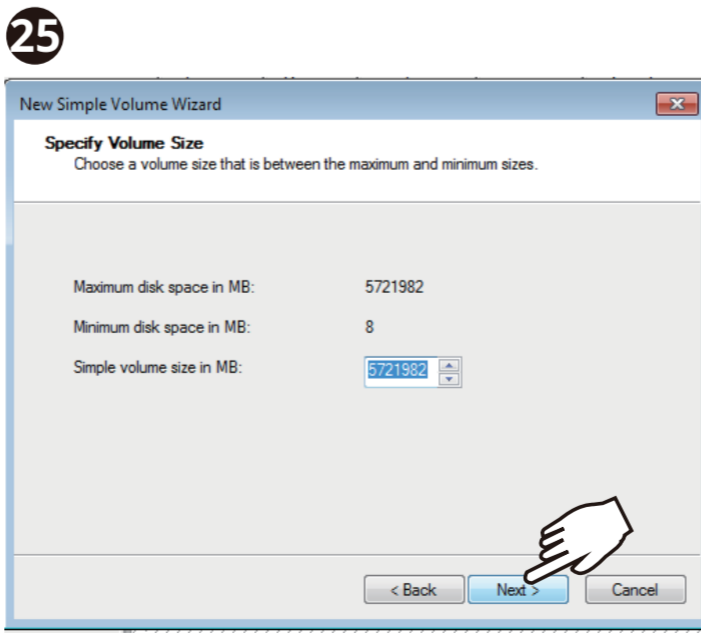 25
New Simple Volume Wizard
Specify Volume Size
Choose a volume size that is between the maximum and minimum sizes.
Maximum disk space in MB: 5721982
Minimum disk space in MB: 8
Simple volume size in MB: 5721982
< Back Next > Cancel